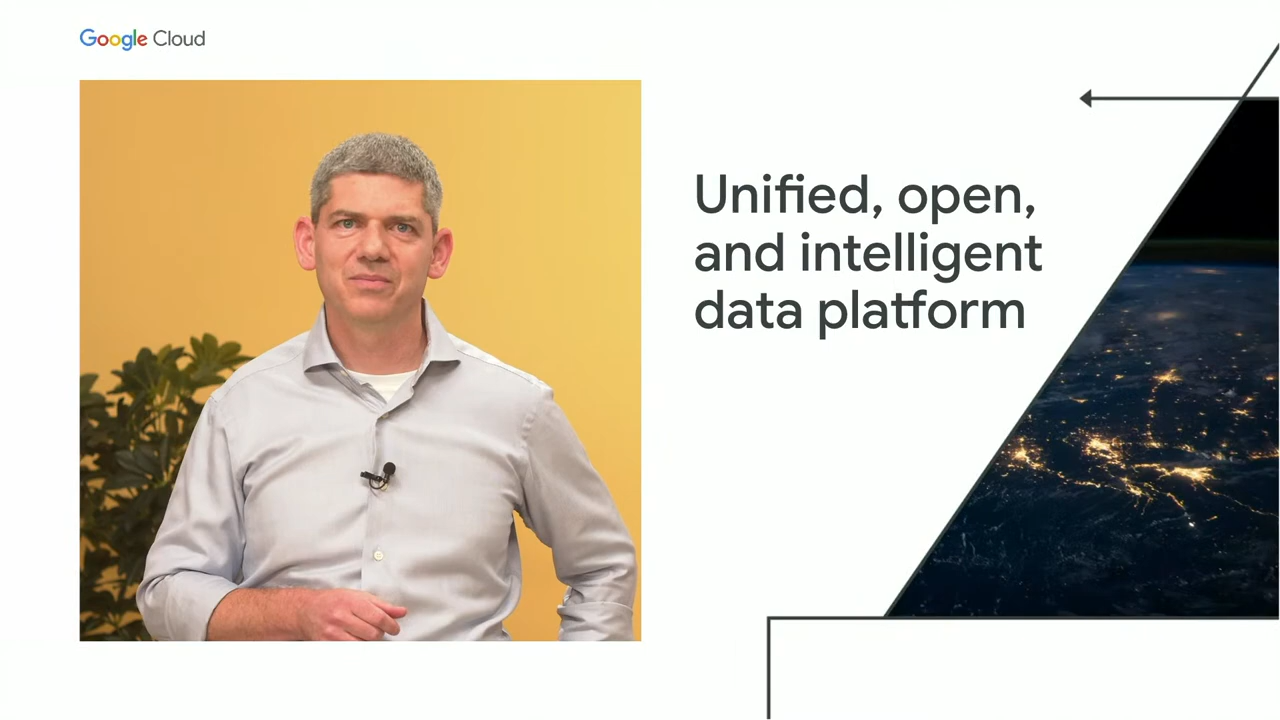 Google Cloud
Unified, open,
and intelligent
data platform